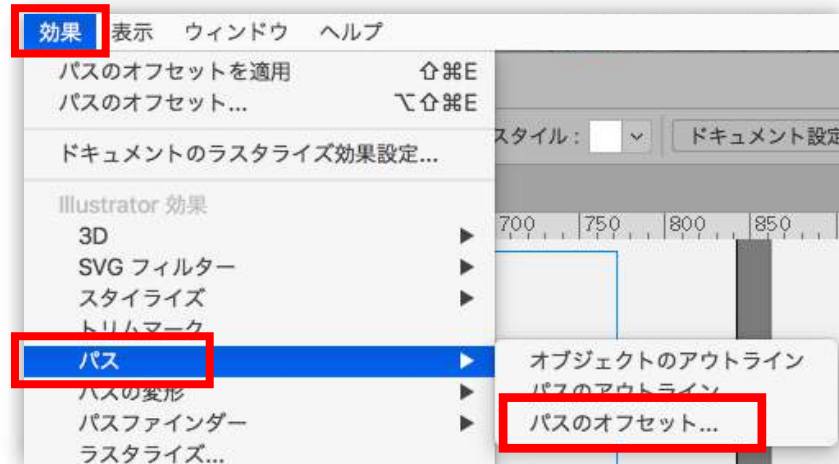 効果 表示 ウィンドウ ヘルプ
パスのオフセットを適用 ⇧⌘E
パスのオフセット... ⌥⇧⌘E
ドキュメントのラスタライズ効果設定...
スタイル : ドキュメント設定
Illustrator 効果
700 750 800 850
3D
SVG フィルター
スタイライズ
トリムマーク
パス
オブジェクトのアウトライン
パスの変形
パスのアウトライン
パスファインダー
パスのオフセット...
ラスタライズ...